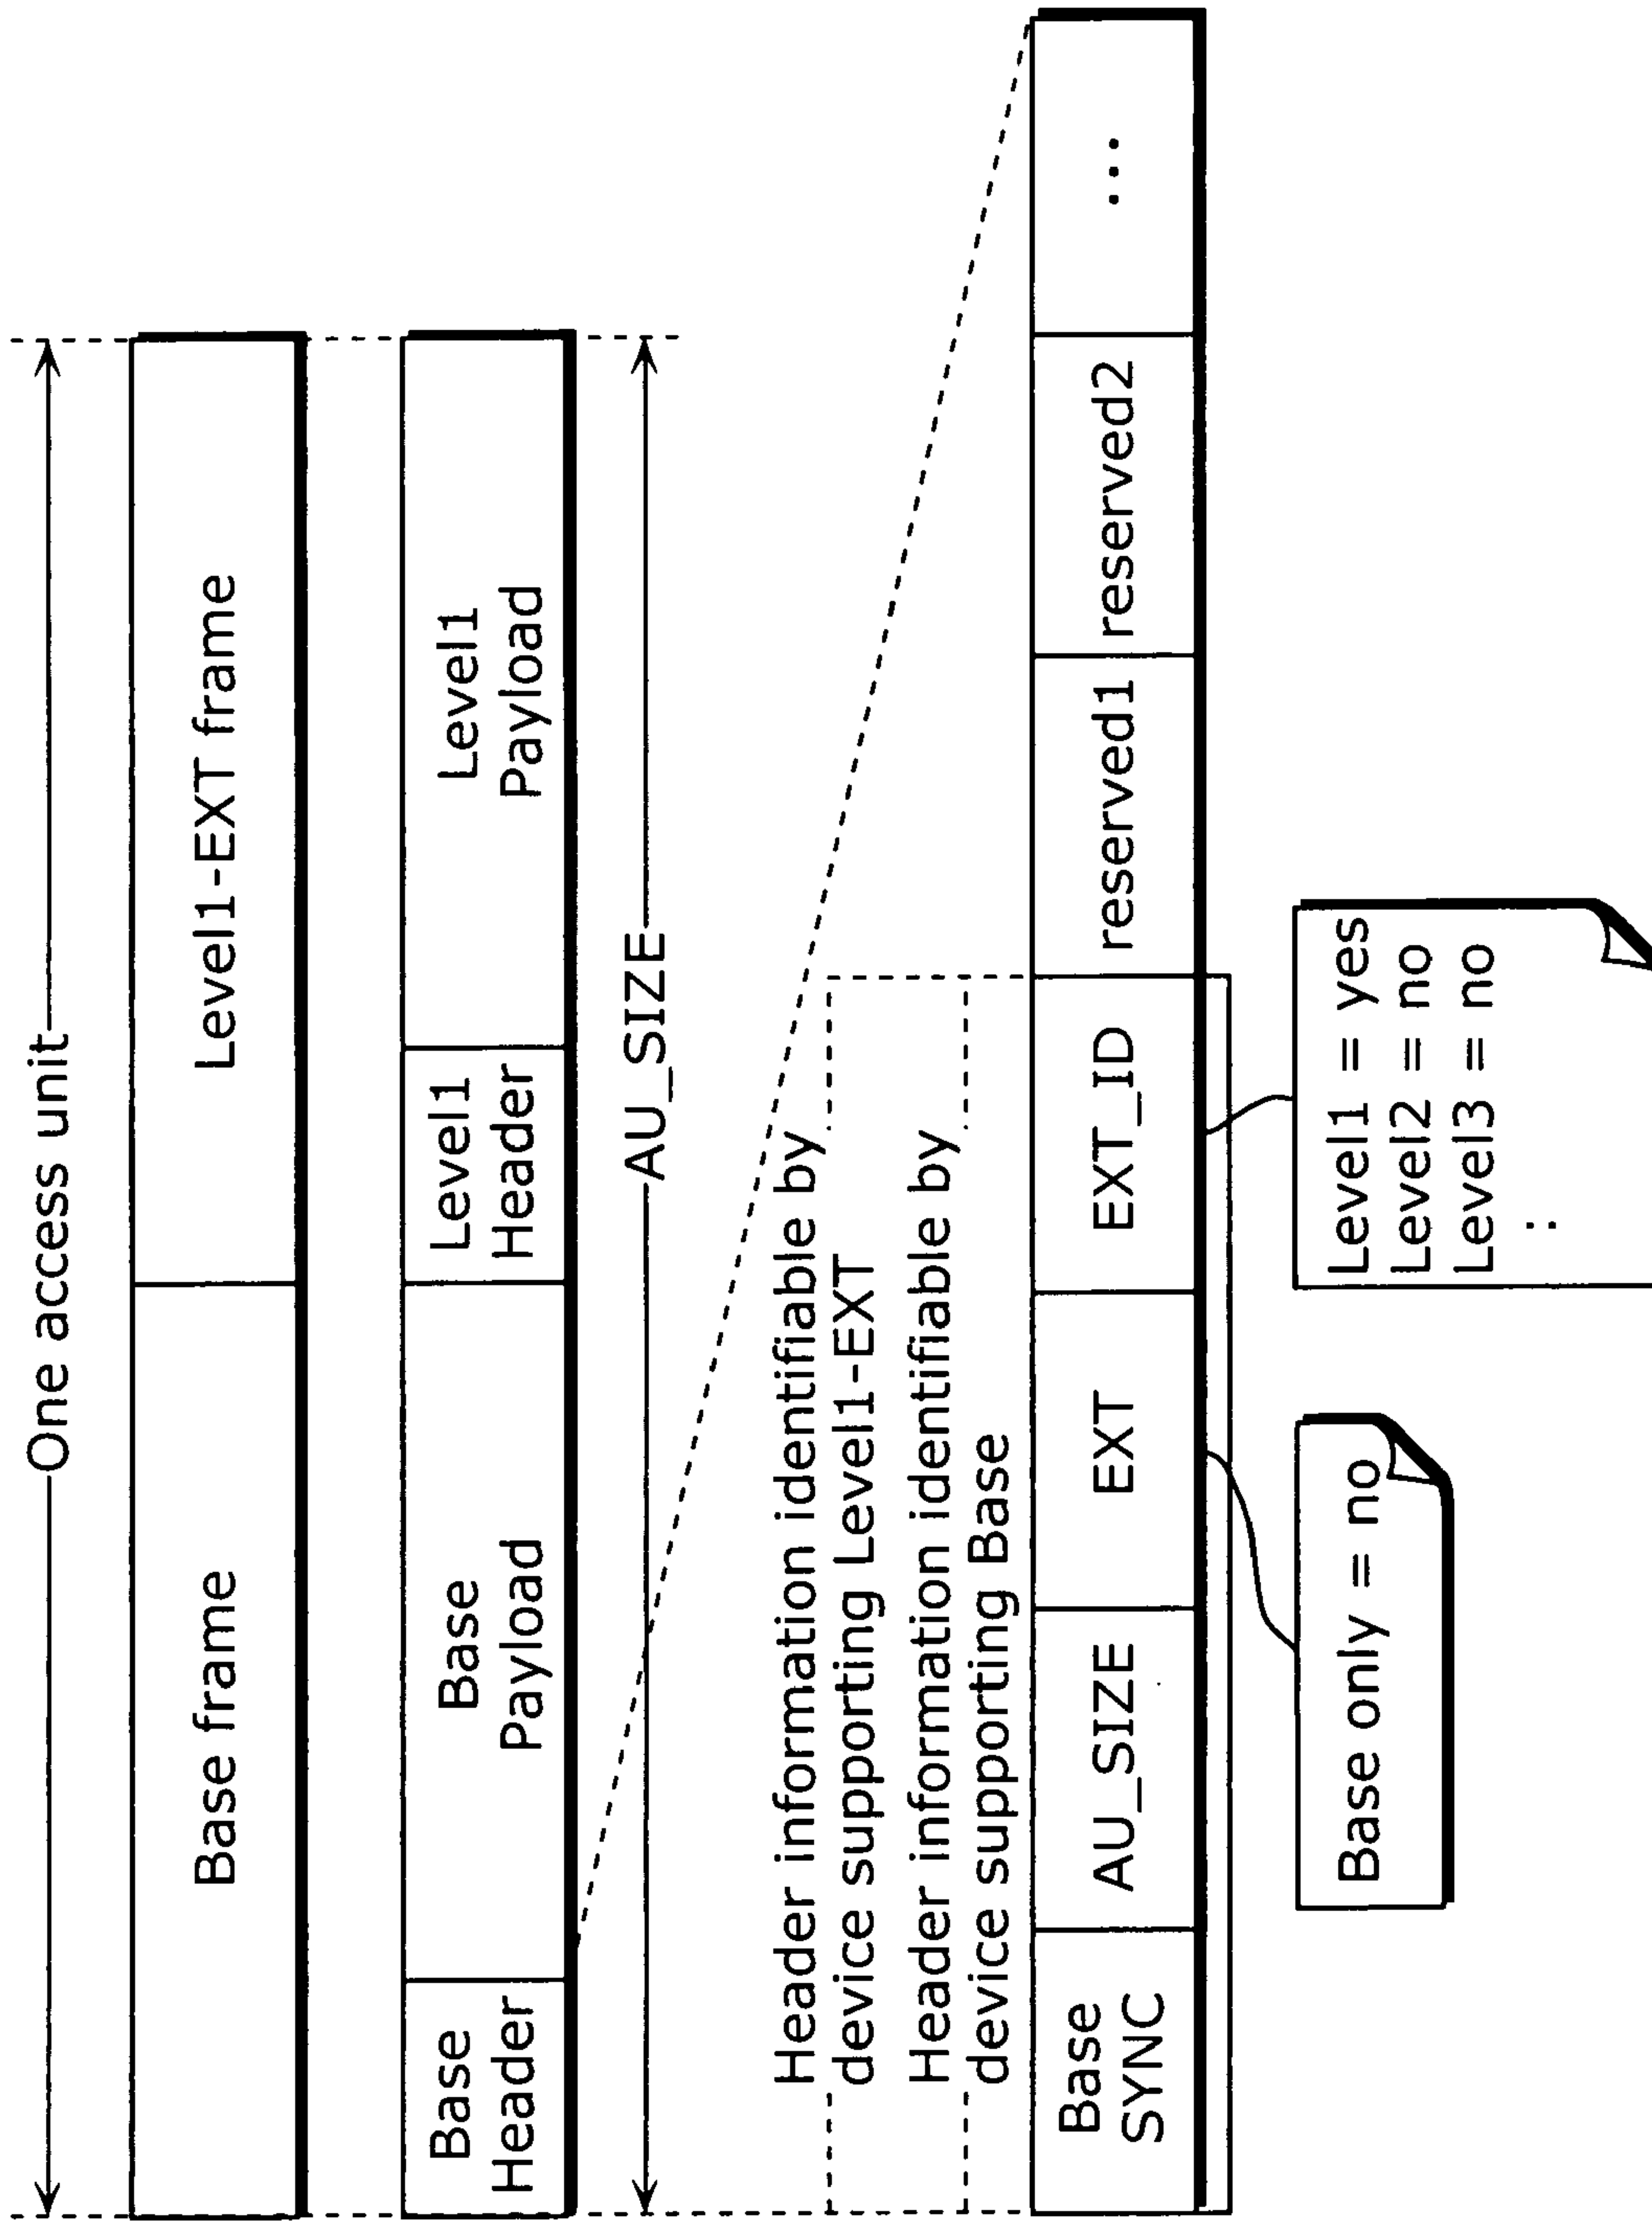 One access unit
Base frame
Level1-EXT frame
Base
Header
Base
Payload
Level1
Header
Level1
Payload
AU_SIZE
Header information identifiable by
device supporting Level1-EXT
Header information identifiable by
device supporting Base
Base
SYNC
AU_SIZE
EXT
EXT_ID
reserved1
reserved2
...
Base only = no
Level1 = yes
Level2 = no
Level3 = no
: